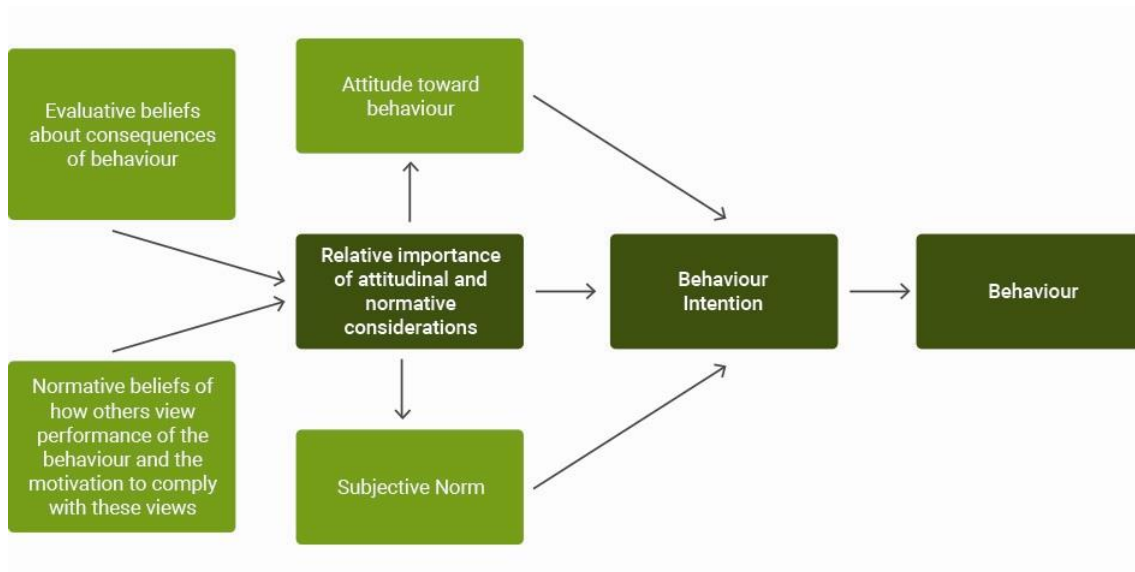 Evaluative beliefs
about consequences
of behaviour
Attitude toward
behaviour
Relative importance
of attitudinal and
normative
considerations
Behaviour
Intention
Behaviour
Normative beliefs of
how others view
performance of the
behaviour and the
motivation to comply
with these views
Subjective Norm